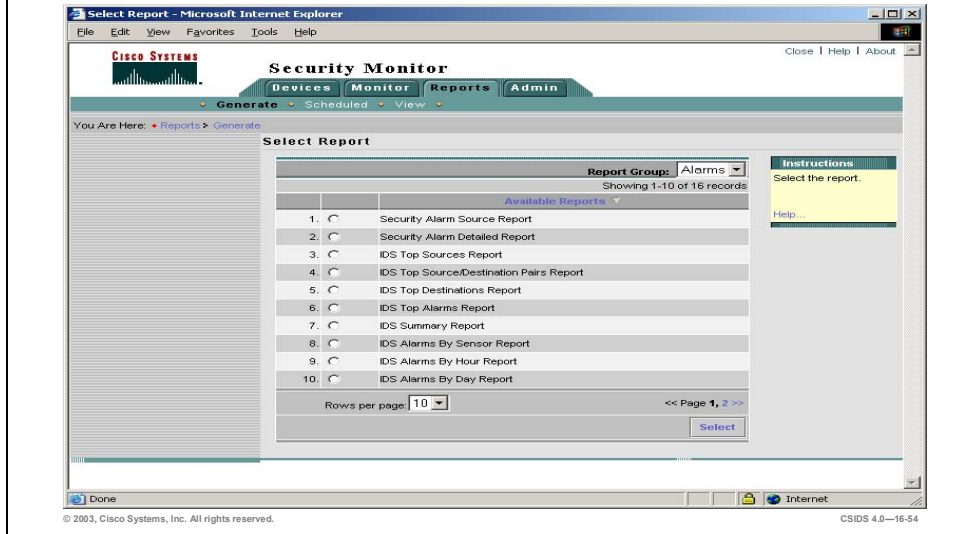 Select Report - Microsoft Internet Explorer
File Edit View Favorites Tools Help
Close | Help | About
CISCO SYSTEMS
Security Monitor
Devices Monitor Reports Admin
Generate Scheduled View
You Are Here: Reports > Generate
Select Report
Report Group: Alarms
Showing 1-10 of 16 records
Available Reports
1. Security Alarm Source Report
2. Security Alarm Detailed Report
3. IDS Top Sources Report
4. IDS Top Source/Destination Pairs Report
5. IDS Top Destinations Report
6. IDS Top Alarms Report
7. IDS Summary Report
8. IDS Alarms By Sensor Report
9. IDS Alarms By Hour Report
10. IDS Alarms By Day Report
Rows per page: 10
<< Page 1, 2 >>
Select
Instructions
Select the report.
Help...
Done
Internet
© 2003, Cisco Systems, Inc. All rights reserved.
CSIDS 4.0—16-54